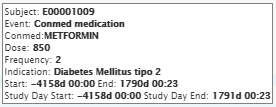 Subject: E00001009
Event: Conmed medication
Conmed:METFORMIN
Dose: 850
Frequency: 2
Indication: Diabetes Mellitus tipo 2
Start: −4158d 00:00 End: 1790d 00:23
Study Day Start: −4158d 00:00 Study Day End: 1791d 00:23